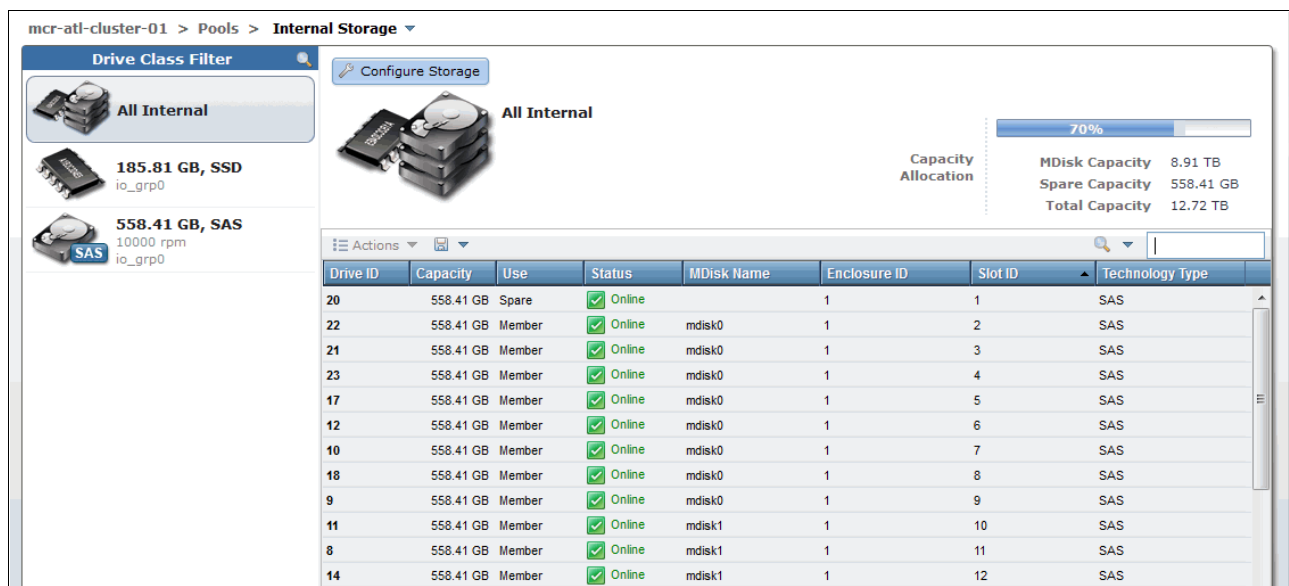 mcr-atl-cluster-01 > Pools > Internal Storage
Drive Class Filter
All Internal
185.81 GB, SSD
io_grp0
558.41 GB, SAS
10000 rpm
io_grp0
SAS
Configure Storage
All Internal
Capacity Allocation
70%
MDisk Capacity 8.91 TB
Spare Capacity 558.41 GB
Total Capacity 12.72 TB
Actions
Drive ID Capacity Use Status MDisk Name Enclosure ID Slot ID Technology Type
20 558.41 GB Spare Online 1 1 SAS
22 558.41 GB Member Online mdisk0 1 2 SAS
21 558.41 GB Member Online mdisk0 1 3 SAS
23 558.41 GB Member Online mdisk0 1 4 SAS
17 558.41 GB Member Online mdisk0 1 5 SAS
12 558.41 GB Member Online mdisk0 1 6 SAS
10 558.41 GB Member Online mdisk0 1 7 SAS
18 558.41 GB Member Online mdisk0 1 8 SAS
9 558.41 GB Member Online mdisk0 1 9 SAS
11 558.41 GB Member Online mdisk1 1 10 SAS
8 558.41 GB Member Online mdisk1 1 11 SAS
14 558.41 GB Member Online mdisk1 1 12 SAS